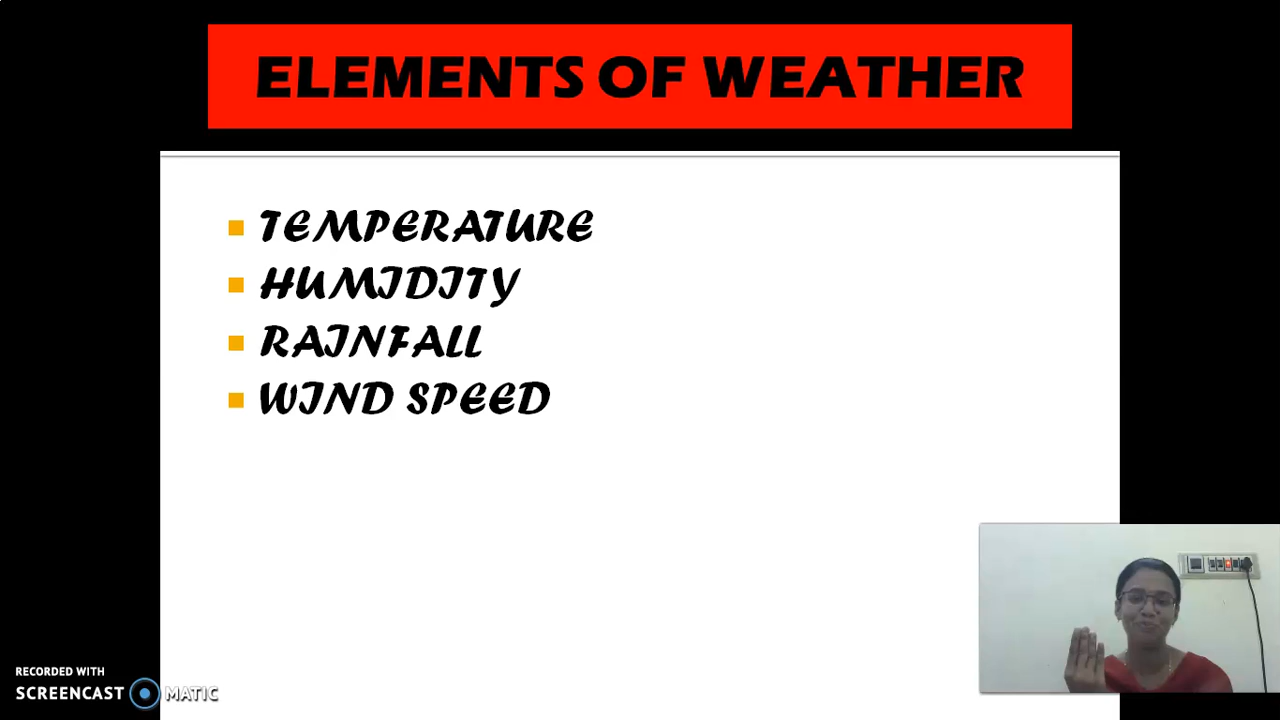 ELEMENTS OF WEATHER
TEMPERATURE
HUMIDITY
RAINFALL
WIND SPEED
RECORDED WITH
SCREENCAST MATIC